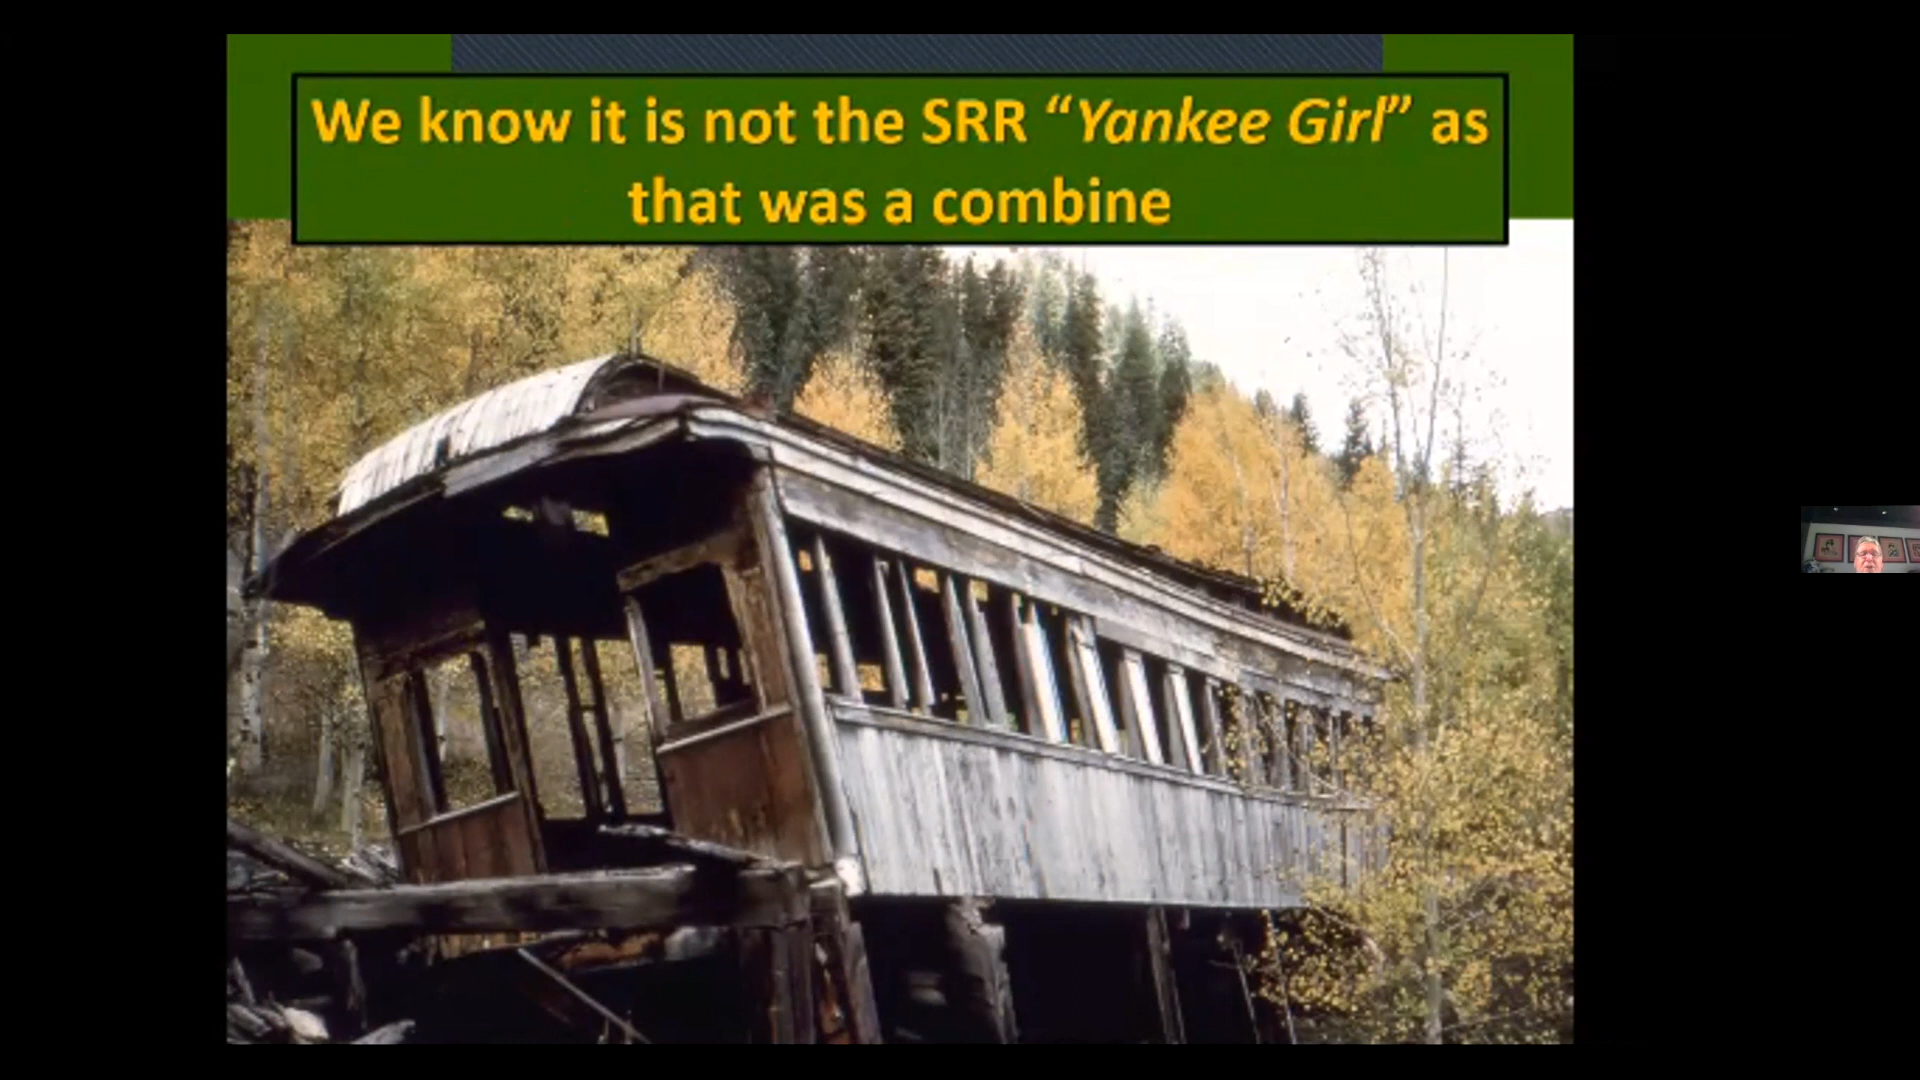 We know it is not the SRR “Yankee Girl” as
that was a combine